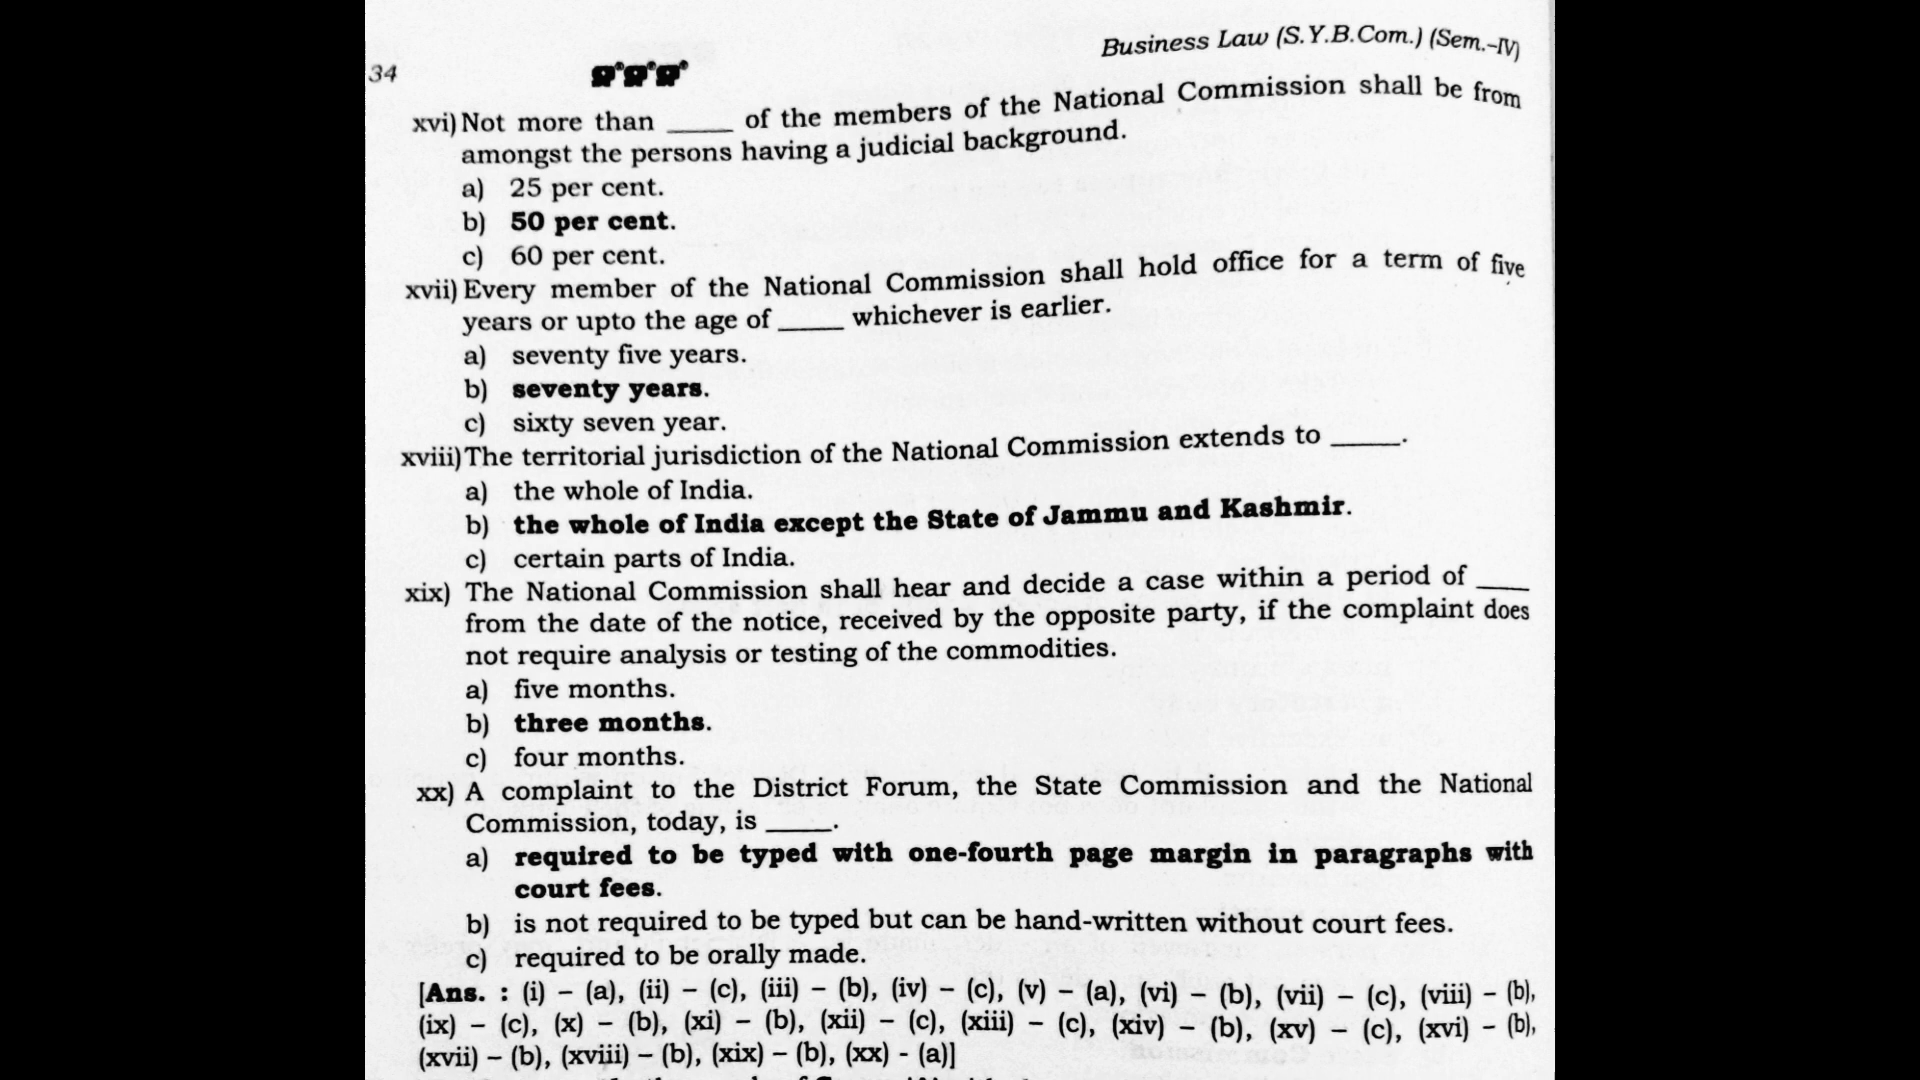 34
Business Law (S.Y.B.Com.) (Sem.-IV)
xvi) Not more than _____ of the members of the National Commission shall be from
amongst the persons having a judicial background.
a) 25 per cent.
b) 50 per cent.
c) 60 per cent.
xvii) Every member of the National Commission shall hold office for a term of five
years or upto the age of _____ whichever is earlier.
a) seventy five years.
b) seventy years.
c) sixty seven year.
xviii) The territorial jurisdiction of the National Commission extends to _____.
a) the whole of India.
b) the whole of India except the State of Jammu and Kashmir.
c) certain parts of India.
xix) The National Commission shall hear and decide a case within a period of ____
from the date of the notice, received by the opposite party, if the complaint does
not require analysis or testing of the commodities.
a) five months.
b) three months.
c) four months.
xx) A complaint to the District Forum, the State Commission and the National
Commission, today, is _____.
a) required to be typed with one-fourth page margin in paragraphs with
court fees.
b) is not required to be typed but can be hand-written without court fees.
c) required to be orally made.
[Ans. : (i) – (a), (ii) – (c), (iii) – (b), (iv) – (c), (v) – (a), (vi) – (b), (vii) – (c), (viii) – (b),
(ix) – (c), (x) – (b), (xi) – (b), (xii) – (c), (xiii) – (c), (xiv) – (b), (xv) – (c), (xvi) – (b),
(xvii) – (b), (xviii) – (b), (xix) – (b), (xx) - (a)]